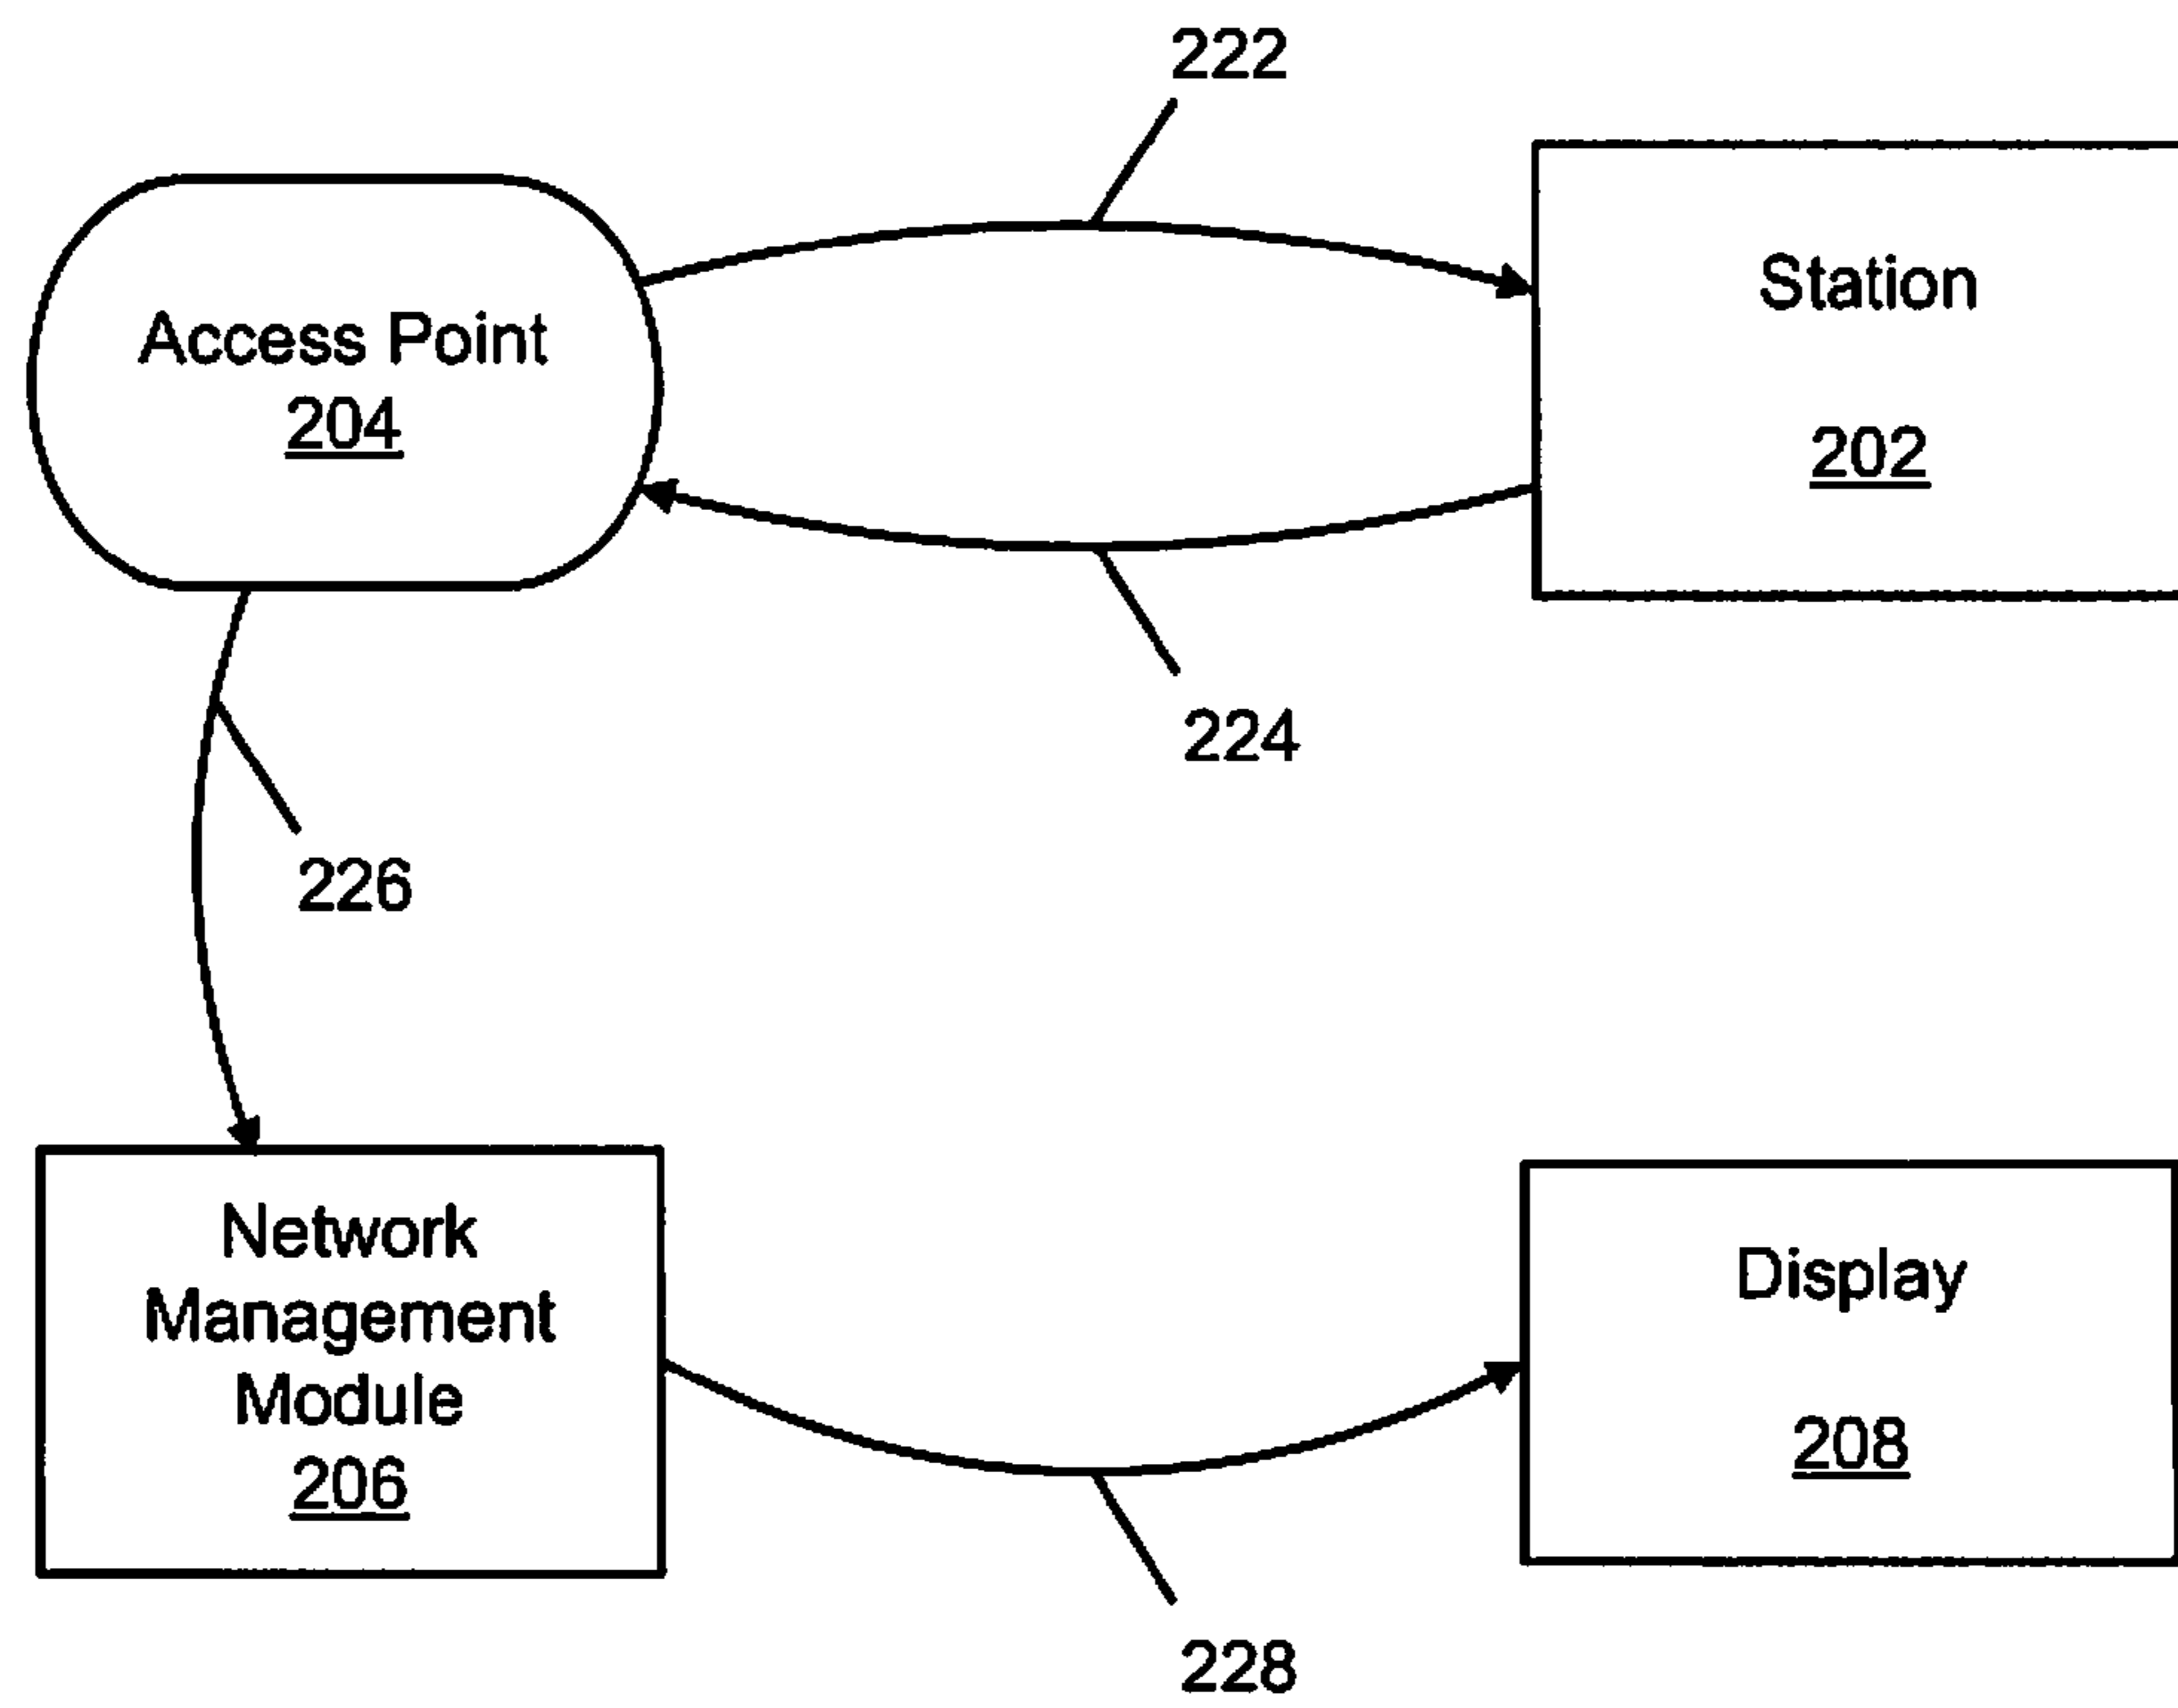 222
Access Point
204
Station
202
224
226
Network
Management
Module
206
Display
208
228